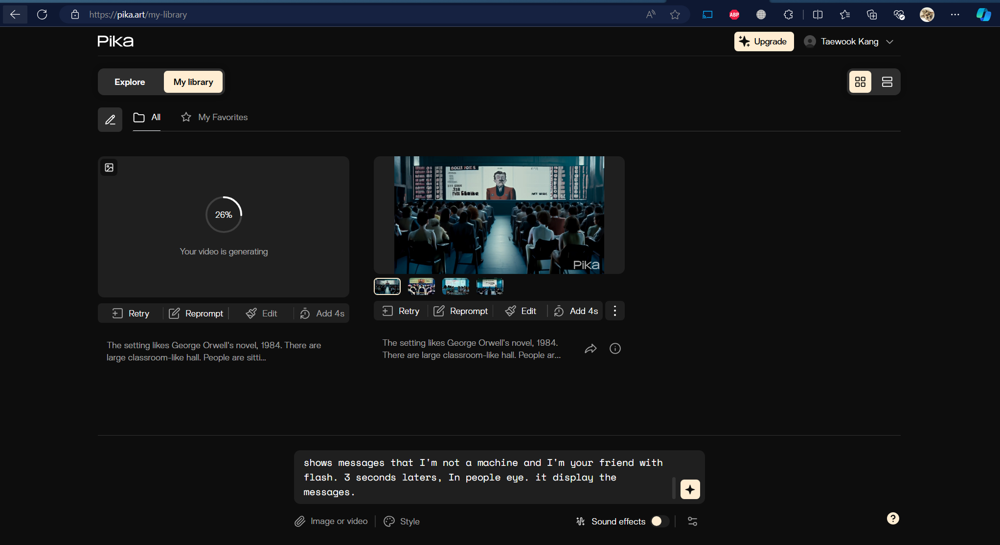 https://pika.art/my-library
ABP
Pika
Upgrade
Taewook Kang
Explore
My library
All
My Favorites
26%
Your video is generating
Pika
Retry
Reprompt
Edit
Add 4s
Retry
Reprompt
Edit
Add 4s
The setting likes George Orwell's novel, 1984. There are
large classroom-like hall. People are sitti...
The setting likes George Orwell's novel, 1984.
There are large classroom-like hall. People ar...
shows messages that I'm not a machine and I'm your friend with
flash. 3 seconds laters, In people eye. it display the
messages.
Image or video
Style
Sound effects
?